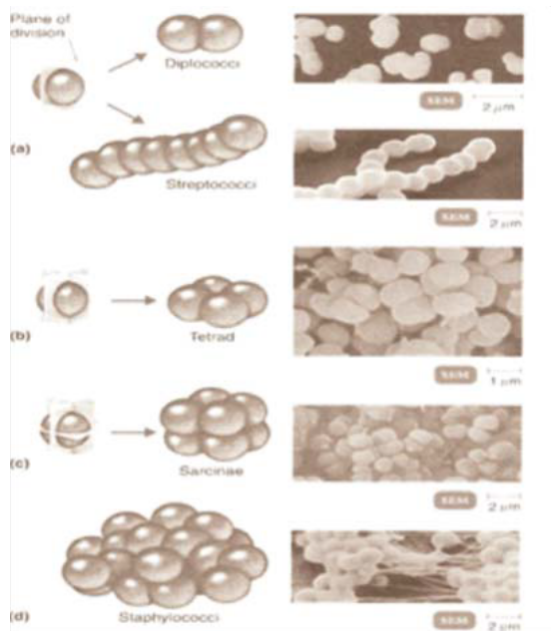 Plane of
division
Diplococci
SEM
2 μm
(a)
Streptococci
SEM
2 μm
(b)
Tetrad
SEM
1 μm
(c)
Sarcinae
SEM
2 μm
(d)
Staphylococci
SEM
2 μm